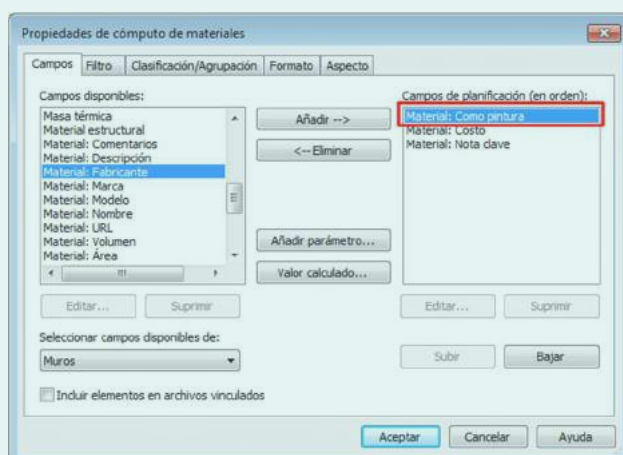 Propiedades de cómputo de materiales
Campos Filtro Clasificación/Agrupación Formato Aspecto
Campos disponibles:
Masa térmica
Material estructural
Material: Comentarios
Material: Descripción
Material: Fabricante
Material: Marca
Material: Modelo
Material: Nombre
Material: URL
Material: Volumen
Material: Área
Añadir -->
<-- Eliminar
Añadir parámetro...
Valor calculado...
Campos de planificación (en orden):
Material: Como pintura
Material: Costo
Material: Nota clave
Editar... Suprimir
Editar... Suprimir
Seleccionar campos disponibles de:
Muros
Subir Bajar
Incluir elementos en archivos vinculados
Aceptar Cancelar Ayuda